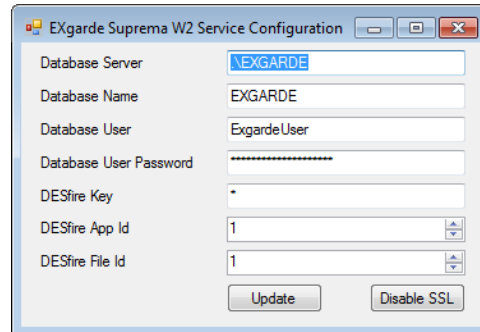 EXgarde Suprema W2 Service Configuration
Database Server .\EXGARDE
Database Name EXGARDE
Database User ExgardeUser
Database User Password ********************
DESfire Key *
DESfire App Id 1
DESfire File Id 1
Update Disable SSL